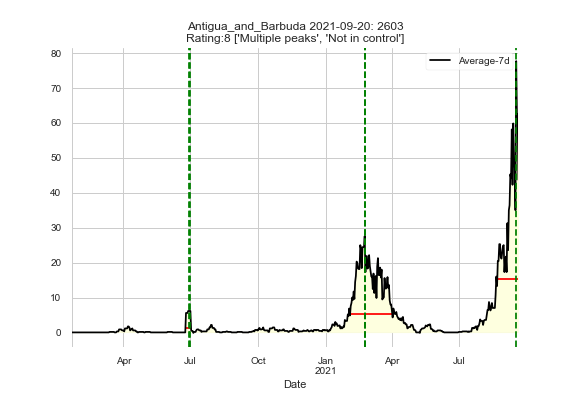 Antigua_and_Barbuda 2021-09-20: 2603
Rating:8 ['Multiple peaks', 'Not in control']
Average-7d
80
70
60
50
40
30
20
10
0
Apr
Jul
Oct
Jan
2021
Apr
Jul
Date